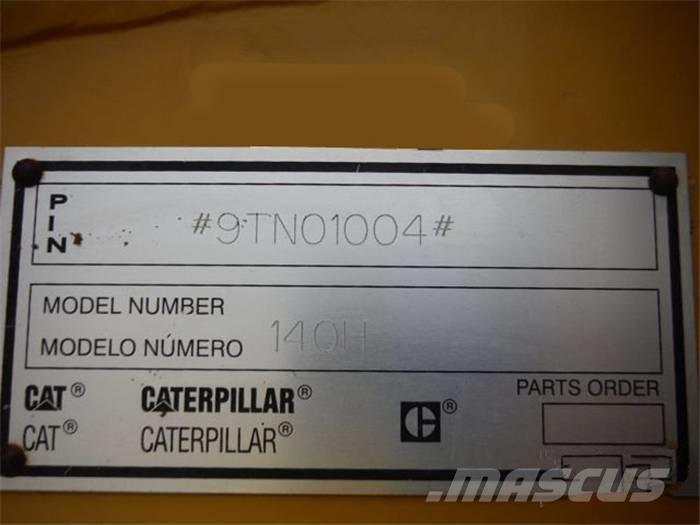 PIN #9TN01004#
MODEL NUMBER
MODELO NÚMERO 140H
CAT® CATERPILLAR® PARTS ORDER
CAT® CATERPILLAR® C®
MASCUS